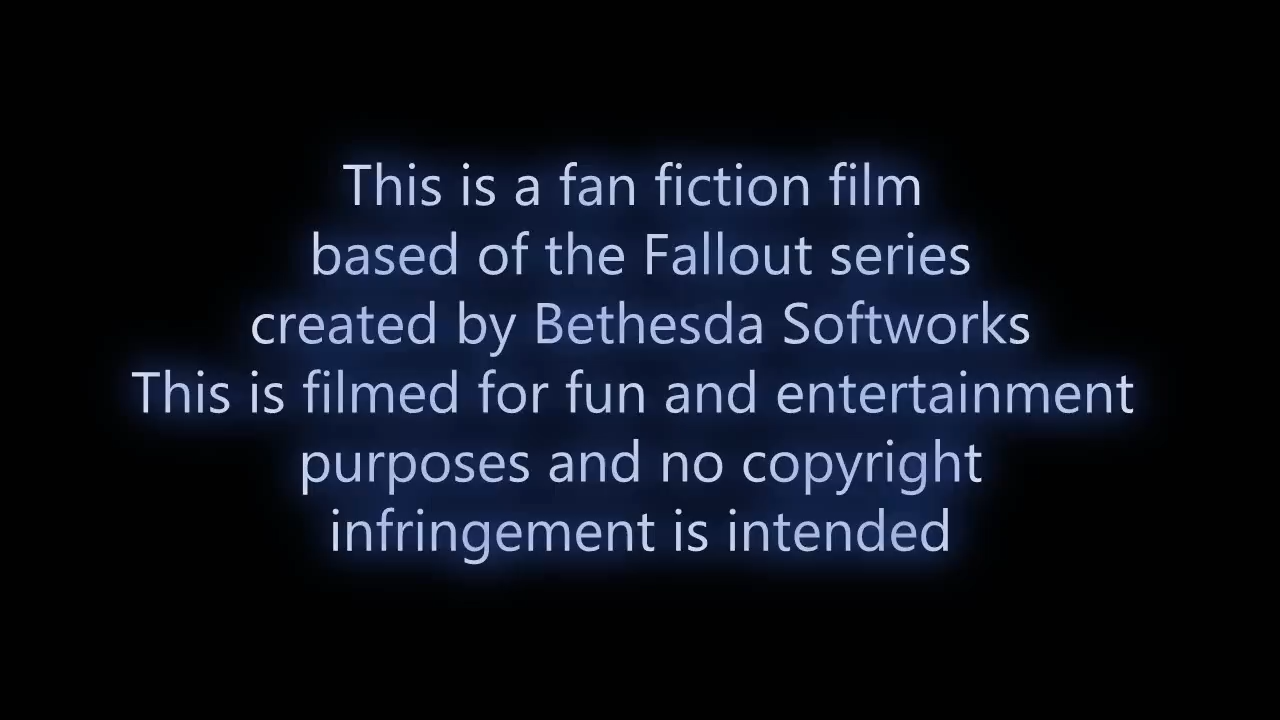 This is a fan fiction film
based of the Fallout series
created by Bethesda Softworks
This is filmed for fun and entertainment
purposes and no copyright
infringement is intended